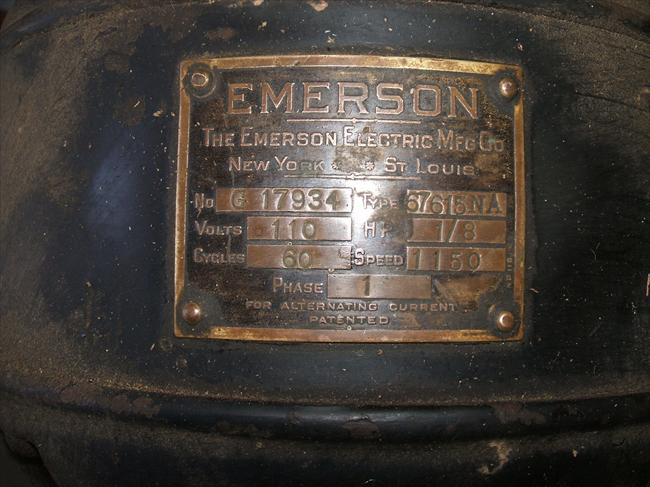 EMERSON
THE EMERSON ELECTRIC MFG CO
NEW YORK ST. LOUIS
NO G 17934 TYPE 57615NA
VOLTS 110 HP 1/8
CYCLES 60 SPEED 1150
PHASE 1
FOR ALTERNATING CURRENT
PATENTED